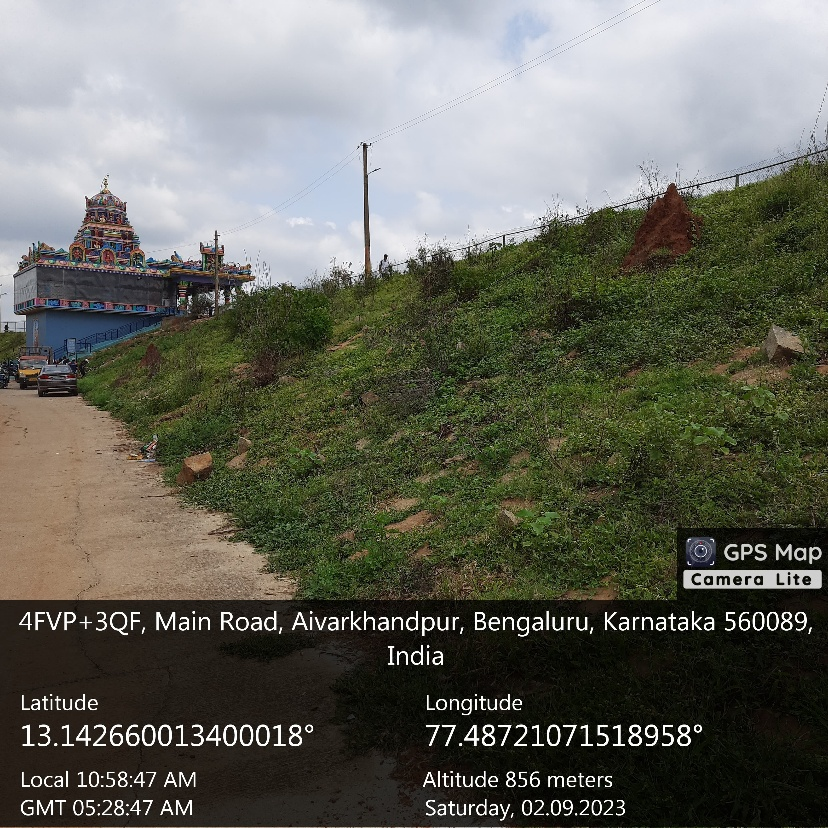 GPS Map
Camera Lite
4FVP+3QF, Main Road, Aivarkhandpur, Bengaluru, Karnataka 560089,
India
Latitude
13.142660013400018°
Longitude
77.48721071518958°
Local 10:58:47 AM
GMT 05:28:47 AM
Altitude 856 meters
Saturday, 02.09.2023